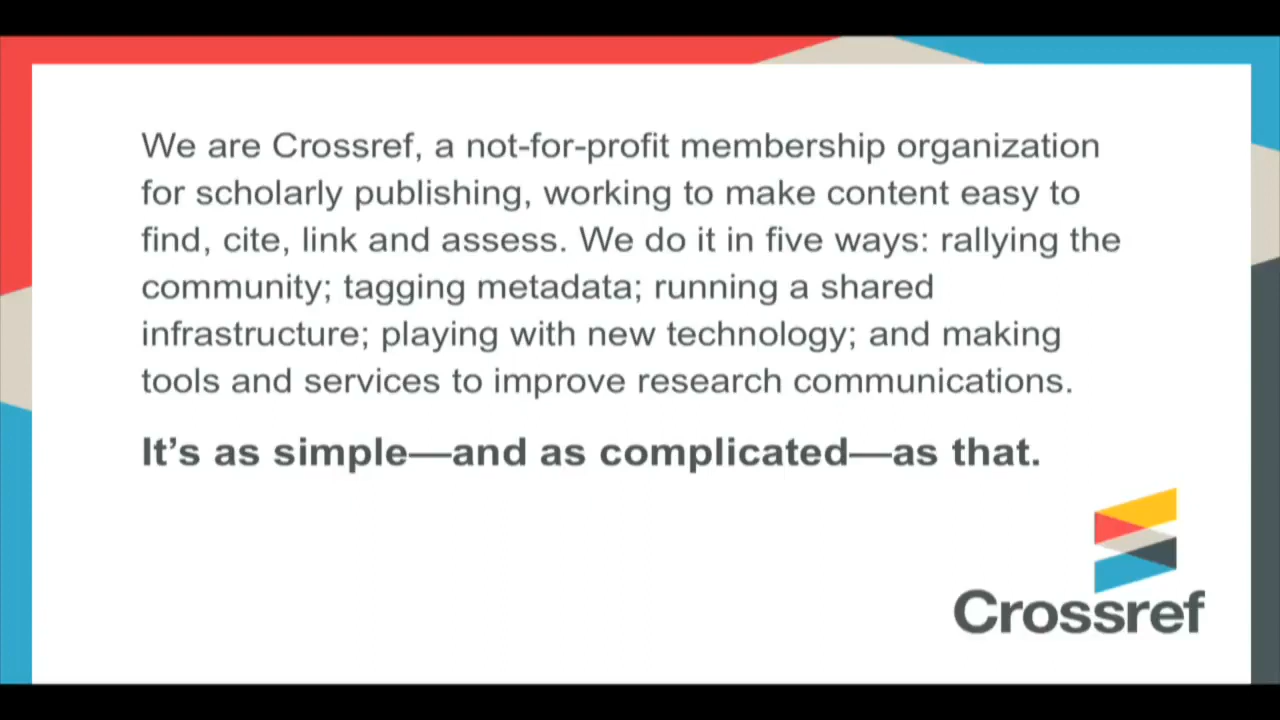 We are Crossref, a not-for-profit membership organization
for scholarly publishing, working to make content easy to
find, cite, link and assess. We do it in five ways: rallying the
community; tagging metadata; running a shared
infrastructure; playing with new technology; and making
tools and services to improve research communications.
It’s as simple—and as complicated—as that.
Crossref